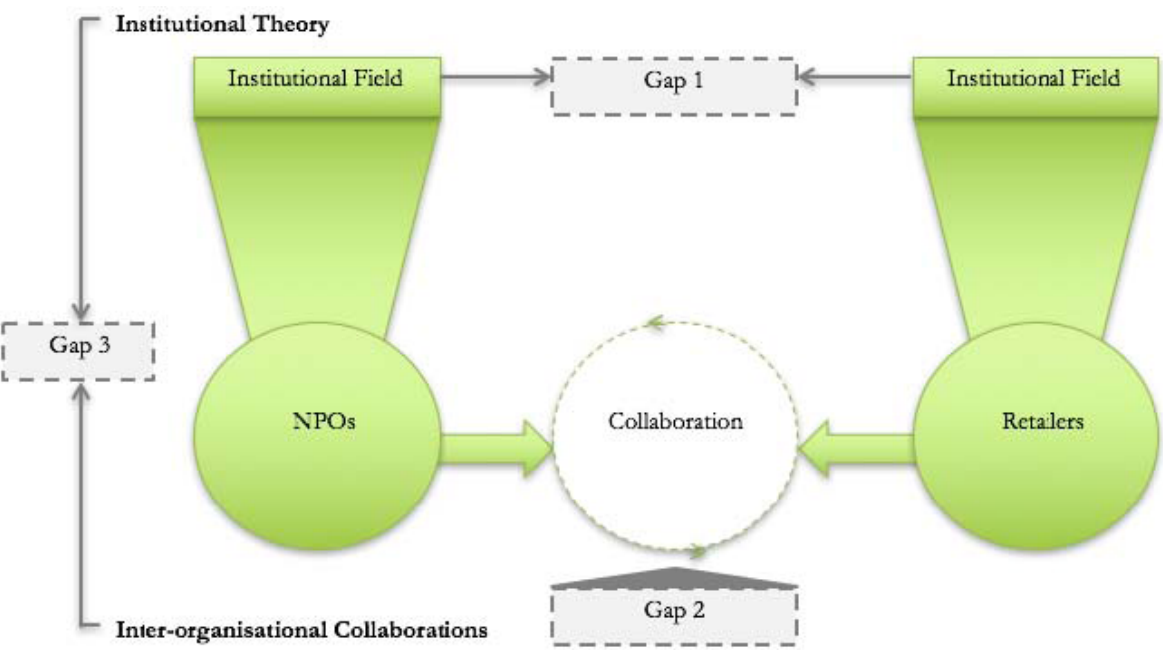 Institutional Theory
Institutional Field
Gap 1
Institutional Field
Gap 3
NPOs
Collaboration
Retailers
Gap 2
Inter-organisational Collaborations